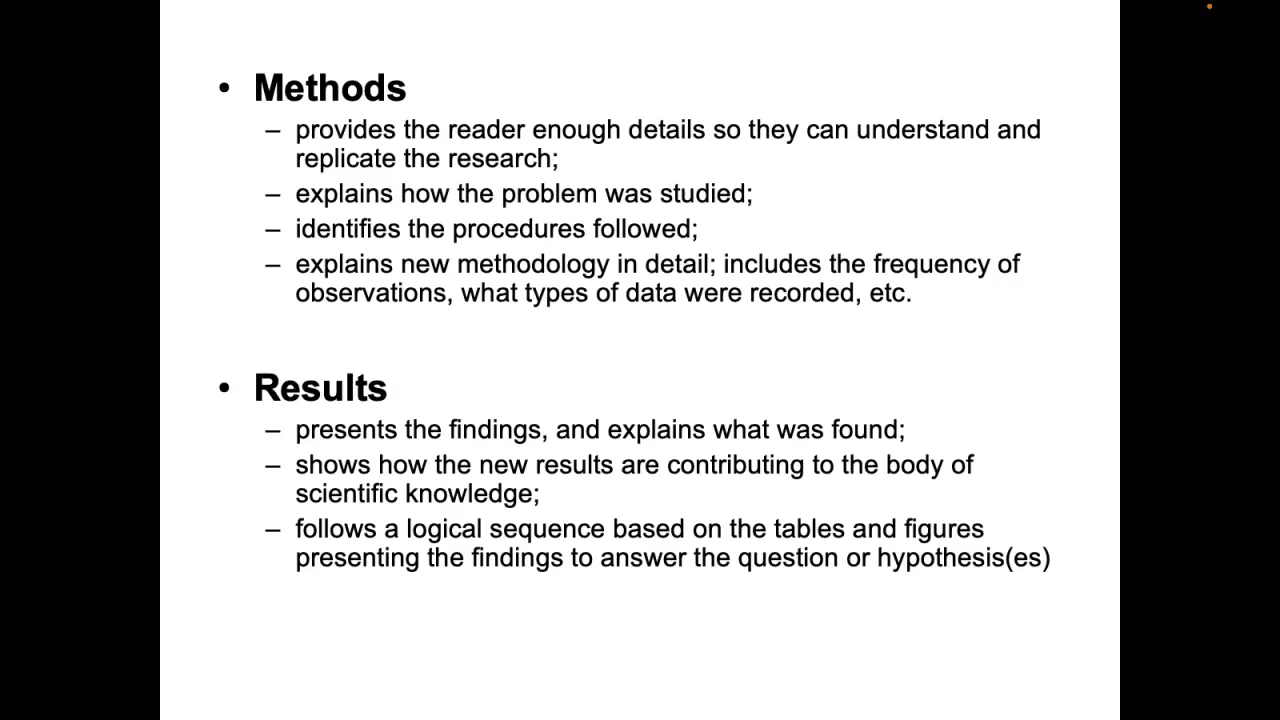 • Methods
– provides the reader enough details so they can understand and
replicate the research;
– explains how the problem was studied;
– identifies the procedures followed;
– explains new methodology in detail; includes the frequency of
observations, what types of data were recorded, etc.
• Results
– presents the findings, and explains what was found;
– shows how the new results are contributing to the body of
scientific knowledge;
– follows a logical sequence based on the tables and figures
presenting the findings to answer the question or hypothesis(es)